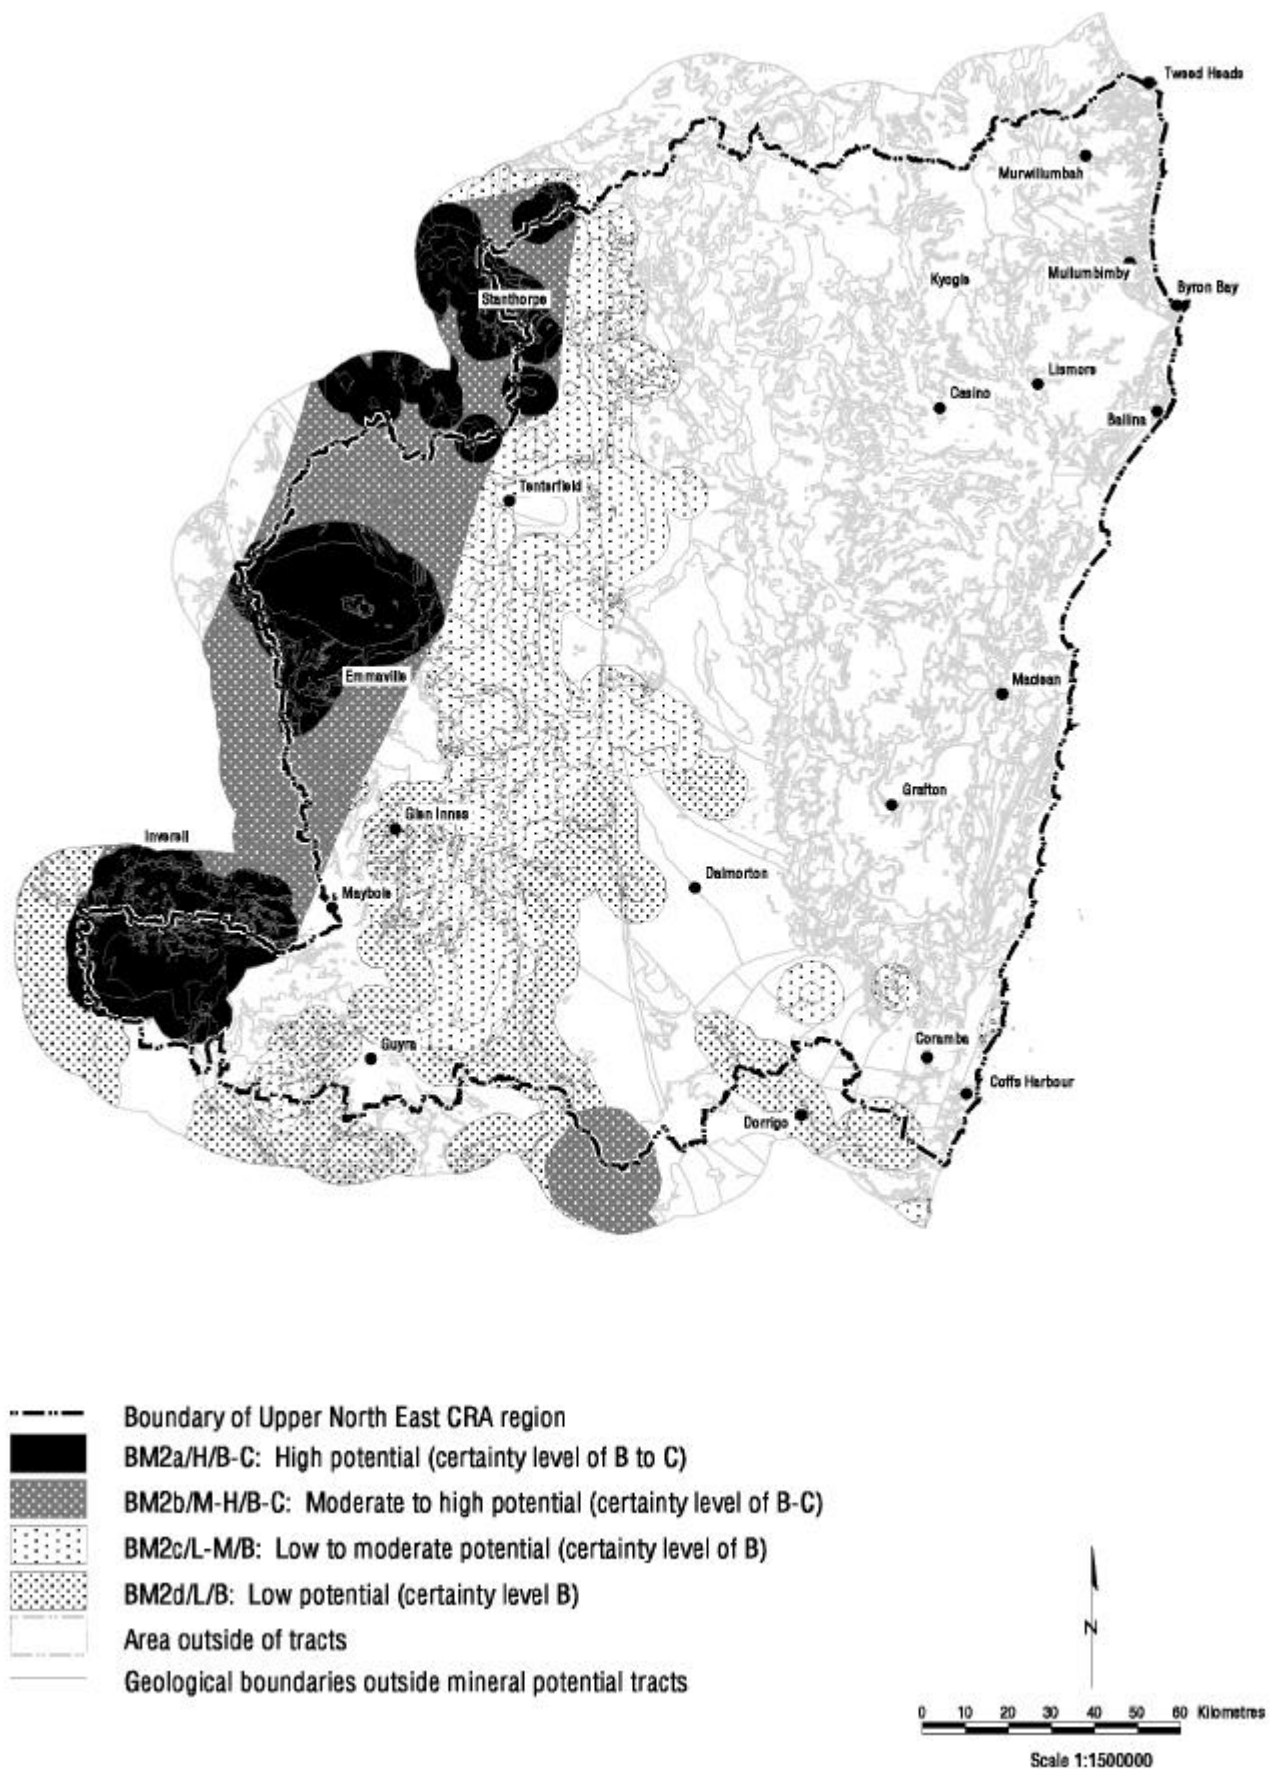 Tweed Heads
Murwillumbah
Mullumbimby
Kyogle
Byron Bay
Stanthorpe
Lismore
Casino
Ballina
Tenterfield
Emmaville
Maclean
Grafton
Glen Innes
Inverell
Dalmorton
Maybole
Coramba
Guyra
Coffs Harbour
Dorrigo
Boundary of Upper North East CRA region
BM2a/H/B-C: High potential (certainty level of B to C)
BM2b/M-H/B-C: Moderate to high potential (certainty level of B-C)
BM2c/L-M/B: Low to moderate potential (certainty level of B)
BM2d/L/B: Low potential (certainty level B)
Area outside of tracts
Geological boundaries outside mineral potential tracts
N
0 10 20 30 40 50 60 Kilometres
Scale 1:1500000